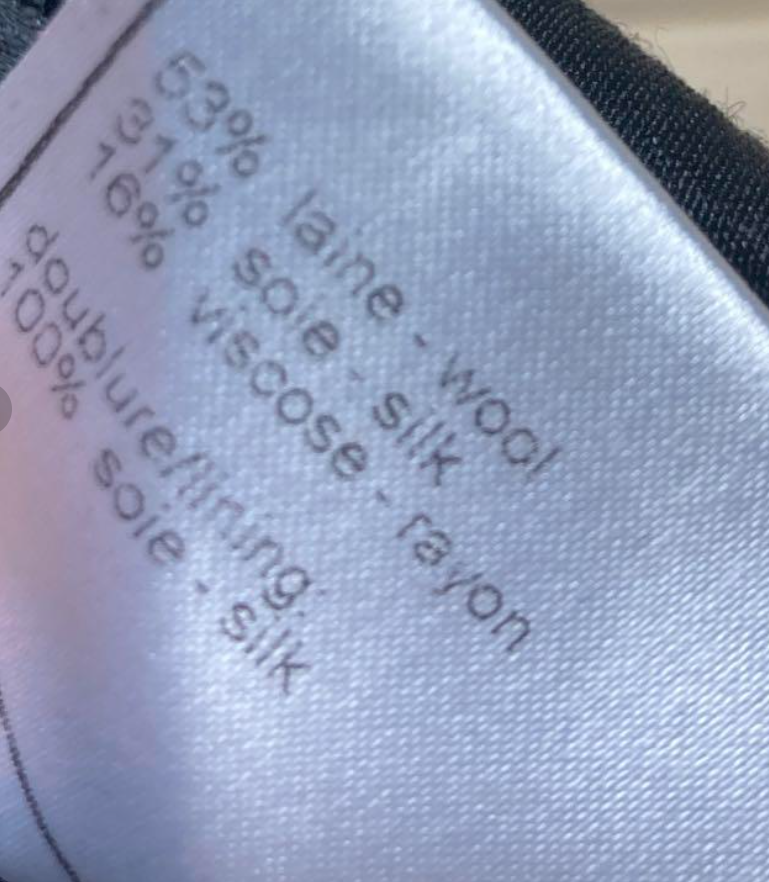 53% laine - wool
31% soie - silk
16% viscose - rayon
doublure/lining:
100% soie - silk